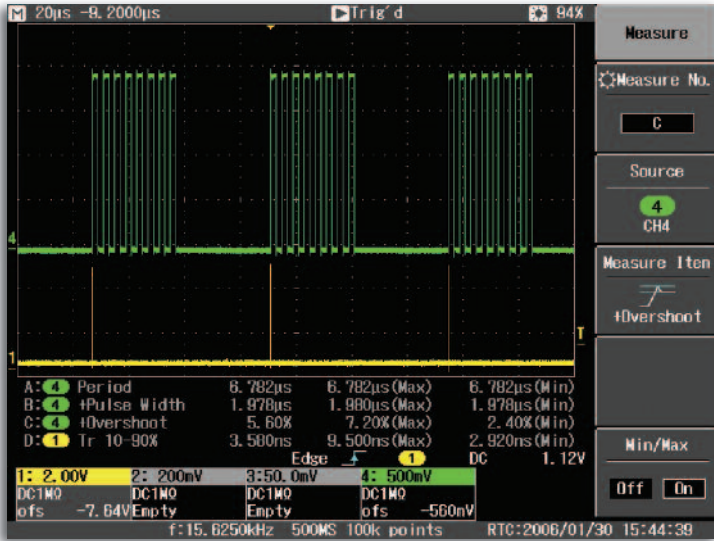 M 20µs -9.2000µs Trig'd 94%
Measure
Measure No.
C
Source
4
CH4
Measure Item
+Overshoot
Min/Max
Off On
4
T
1
A: 4 Period 6.782µs 6.782µs(Max) 6.782µs(Min)
B: 4 +Pulse Width 1.978µs 1.980µs(Max) 1.978µs(Min)
C: 4 +Overshoot 5.60% 7.20%(Max) 2.40%(Min)
D: 1 Tr 10-90% 3.580ns 9.500ns(Max) 2.920ns(Min)
Edge 1 DC 1.12V
1: 2.00V 2: 200mV 3:50.0mV 4: 500mV
DC1MΩ DC1MΩ DC1MΩ DC1MΩ
ofs -7.64V Empty Empty ofs -560mV
f:15.6250kHz 500MS 100k points RTC:2006/01/30 15:44:39